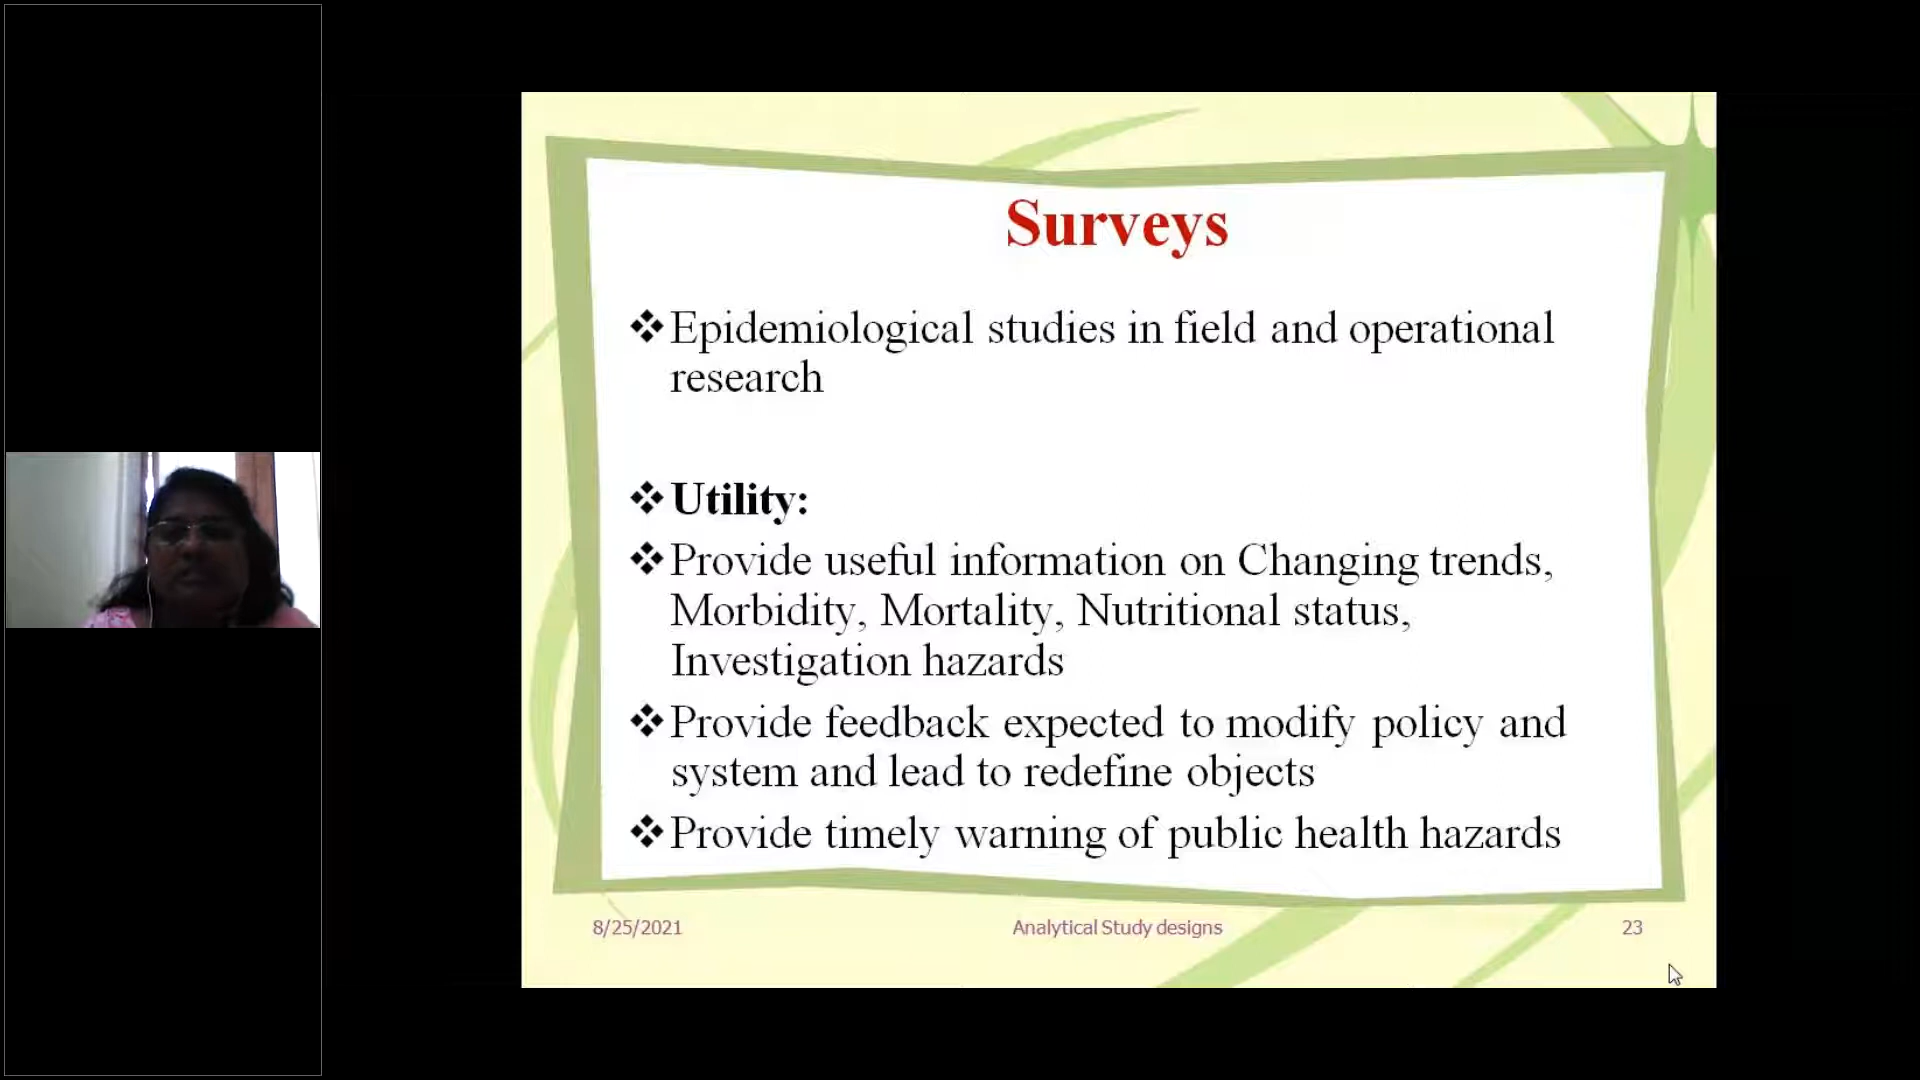 Surveys
❖Epidemiological studies in field and operational
research
❖Utility:
❖Provide useful information on Changing trends,
Morbidity, Mortality, Nutritional status,
Investigation hazards
❖Provide feedback expected to modify policy and
system and lead to redefine objects
❖Provide timely warning of public health hazards
8/25/2021 Analytical Study designs 23